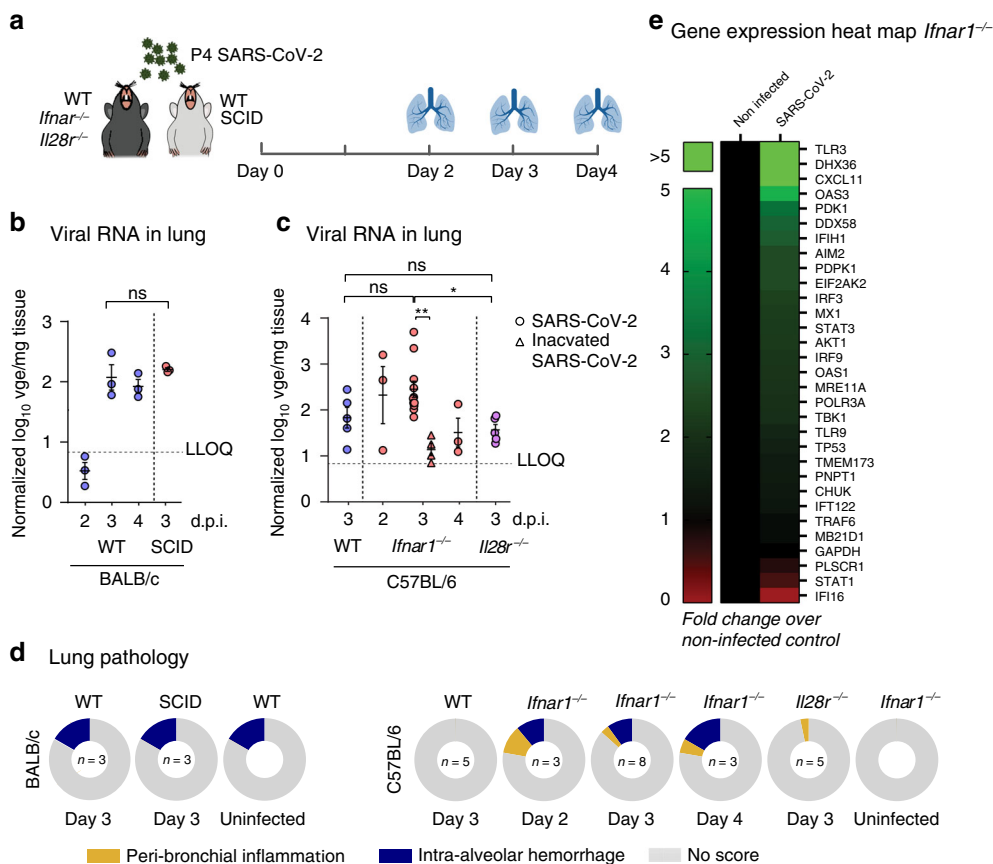 a
P4 SARS-CoV-2
WT
Ifnar–/–
Il28r–/–
WT
SCID
Day 0
Day 2
Day 3
Day4
b
Viral RNA in lung
ns
Normalized log10 vge/mg tissue
3
2
1
0
LLOQ
2 3 4 3 d.p.i.
WT SCID
BALB/c
c
Viral RNA in lung
ns
ns
*
**
SARS-CoV-2
Inacvated
SARS-CoV-2
Normalized log10 vge/mg tissue
4
3
2
1
0
LLOQ
3 2 3 4 3 d.p.i.
WT Ifnar1–/– Il28r–/–
C57BL/6
e
Gene expression heat map Ifnar1–/–
Non infected
SARS-CoV-2
>5
5
4
3
2
1
0
TLR3
DHX36
CXCL11
OAS3
PDK1
DDX58
IFIH1
AIM2
PDPK1
EIF2AK2
IRF3
MX1
STAT3
AKT1
IRF9
OAS1
MRE11A
POLR3A
TBK1
TLR9
TP53
TMEM173
PNPT1
CHUK
IFT122
TRAF6
MB21D1
GAPDH
PLSCR1
STAT1
IFI16
Fold change over
non-infected control
d
Lung pathology
BALB/c
WT SCID WT
n = 3 n = 3
Day 3 Day 3 Uninfected
C57BL/6
WT Ifnar1–/– Ifnar1–/– Ifnar1–/– Il28r–/– Ifnar1–/–
n = 5 n = 3 n = 8 n = 3 n = 5
Day 3 Day 2 Day 3 Day 4 Day 3 Uninfected
Peri-bronchial inflammation Intra-alveolar hemorrhage No score